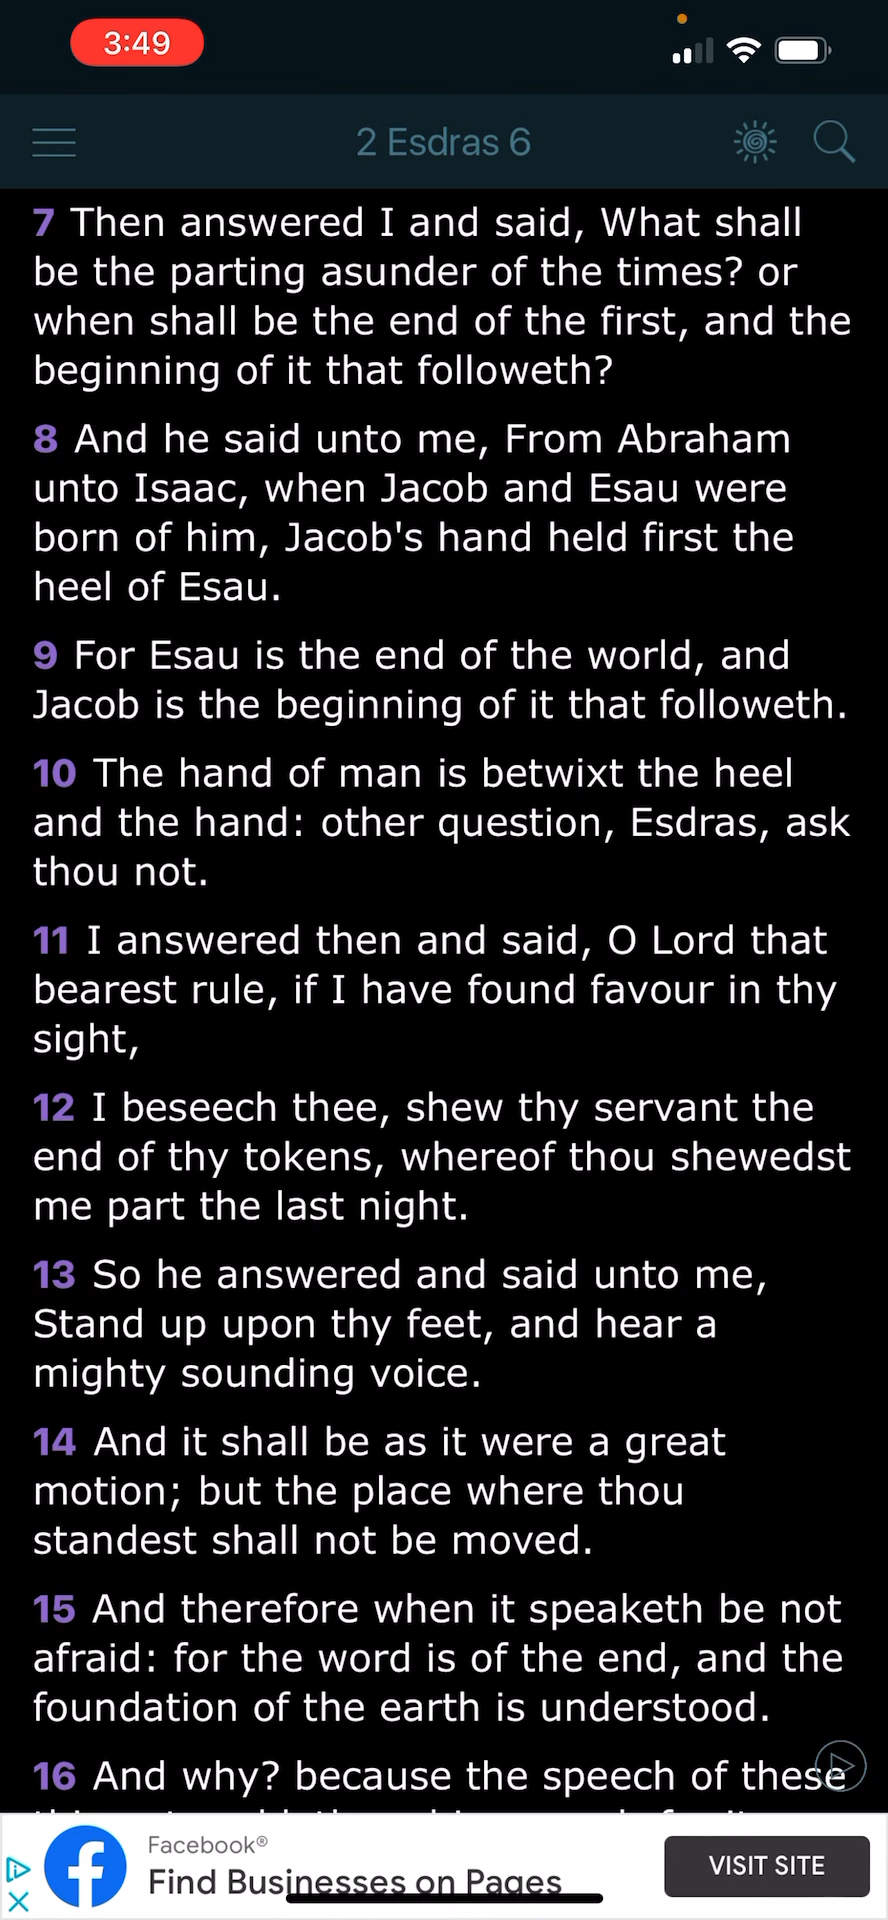 3:49
2 Esdras 6
7 Then answered I and said, What shall
be the parting asunder of the times? or
when shall be the end of the first, and the
beginning of it that followeth?
8 And he said unto me, From Abraham
unto Isaac, when Jacob and Esau were
born of him, Jacob's hand held first the
heel of Esau.
9 For Esau is the end of the world, and
Jacob is the beginning of it that followeth.
10 The hand of man is betwixt the heel
and the hand: other question, Esdras, ask
thou not.
11 I answered then and said, O Lord that
bearest rule, if I have found favour in thy
sight,
12 I beseech thee, shew thy servant the
end of thy tokens, whereof thou shewedst
me part the last night.
13 So he answered and said unto me,
Stand up upon thy feet, and hear a
mighty sounding voice.
14 And it shall be as it were a great
motion; but the place where thou
standest shall not be moved.
15 And therefore when it speaketh be not
afraid: for the word is of the end, and the
foundation of the earth is understood.
16 And why? because the speech of these
Facebook®
Find Businesses on Pages
VISIT SITE